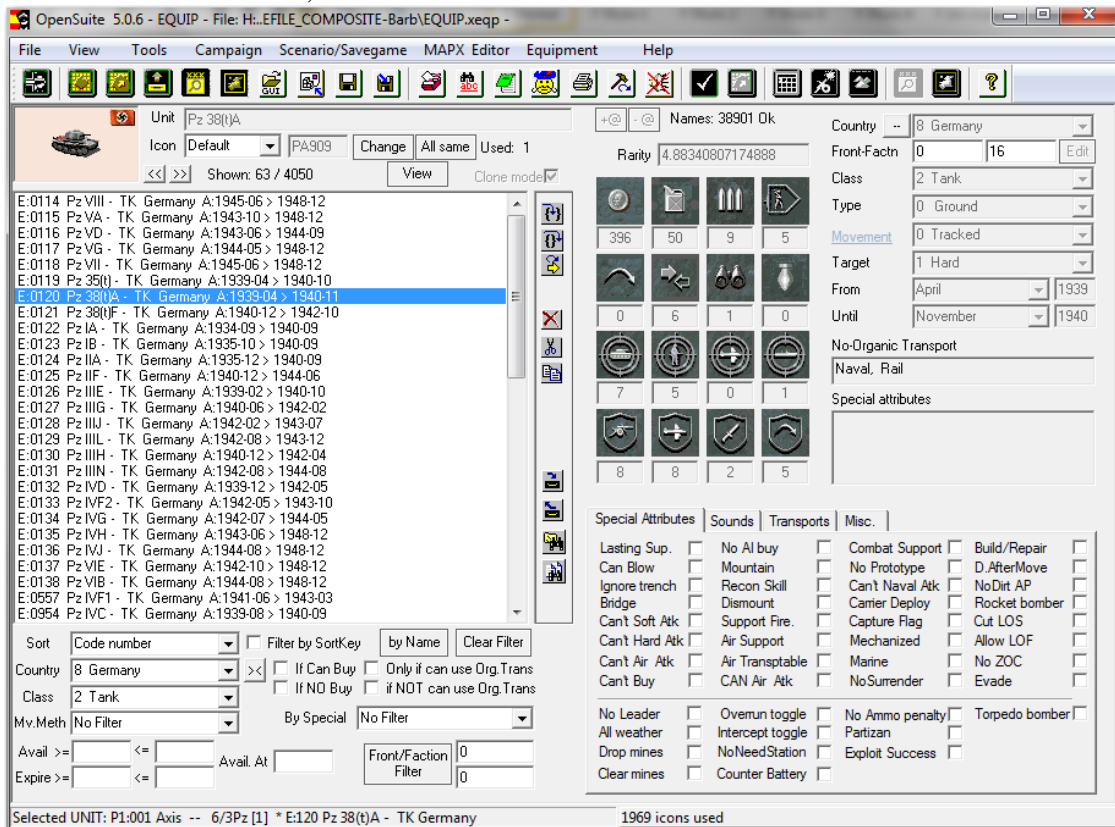 OpenSuite 5.0.6 - EQUIP - File: H:..EFILE_COMPOSITE-Barb\EQUIP.xeqp -
File View Tools Campaign Scenario/Savegame MAPX Editor Equipment Help
GUI abc ?
Unit Pz 38(t)A
Icon Default PA909 Change All same Used: 1
<< >> Shown: 63 / 4050 View Clone mode
E:0114 Pz VIII - TK Germany A:1945-06 > 1948-12
E:0115 Pz VA - TK Germany A:1943-10 > 1948-12
E:0116 Pz VD - TK Germany A:1943-06 > 1944-09
E:0117 Pz VG - TK Germany A:1944-05 > 1948-12
E:0118 Pz VII - TK Germany A:1945-06 > 1948-12
E:0119 Pz 35(t) - TK Germany A:1939-04 > 1940-10
E:0120 Pz 38(t)A - TK Germany A:1939-04 > 1940-11
E:0121 Pz 38(t)F - TK Germany A:1940-12 > 1942-10
E:0122 Pz IA - TK Germany A:1934-09 > 1940-09
E:0123 Pz IB - TK Germany A:1935-10 > 1940-09
E:0124 Pz IIA - TK Germany A:1935-12 > 1940-09
E:0125 Pz IIF - TK Germany A:1940-12 > 1944-06
E:0126 Pz IIIE - TK Germany A:1939-02 > 1940-10
E:0127 Pz IIIG - TK Germany A:1940-06 > 1942-02
E:0128 Pz IIIJ - TK Germany A:1942-02 > 1943-07
E:0129 Pz IIIL - TK Germany A:1942-08 > 1943-12
E:0130 Pz IIIH - TK Germany A:1940-12 > 1942-04
E:0131 Pz IIIN - TK Germany A:1942-08 > 1944-08
E:0132 Pz IVD - TK Germany A:1939-12 > 1942-05
E:0133 Pz IVF2 - TK Germany A:1942-05 > 1943-10
E:0134 Pz IVG - TK Germany A:1942-07 > 1944-05
E:0135 Pz IVH - TK Germany A:1943-06 > 1948-12
E:0136 Pz IVJ - TK Germany A:1944-08 > 1948-12
E:0137 Pz VIE - TK Germany A:1942-10 > 1948-12
E:0138 Pz VIB - TK Germany A:1944-08 > 1948-12
E:0557 Pz IVF1 - TK Germany A:1941-06 > 1943-03
E:0954 Pz IVC - TK Germany A:1939-08 > 1940-09
Sort Code number Filter by SortKey by Name Clear Filter
Country 8 Germany >< If Can Buy Only if can use Org.Trans
If NO Buy if NOT can use Org.Trans
Class 2 Tank
Mv.Meth No Filter By Special No Filter
Avail >= <= Avail. At Front/Faction Filter 0
Expire >= <= 0
+@ -@ Names: 38901 Ok
Rarity 4.88340807174888
396 50 9 5
0 6 1 0
7 5 0 1
8 8 2 5
Country -- 8 Germany
Front-Factn 0 16 Edit
Class 2 Tank
Type 0 Ground
Movement 0 Tracked
Target 1 Hard
From April 1939
Until November 1940
No-Organic Transport
Naval, Rail
Special attributes
Special Attributes Sounds Transports Misc.
Lasting Sup. No AI buy Combat Support Build/Repair
Can Blow Mountain No Prototype D.AfterMove
Ignore trench Recon Skill Can't Naval Atk NoDirt AP
Bridge Dismount Carrier Deploy Rocket bomber
Can't Soft Atk Support Fire. Capture Flag Cut LOS
Can't Hard Atk Air Support Mechanized Allow LOF
Can't Air Atk Air Transptable Marine No ZOC
Can't Buy CAN Air Atk NoSurrender Evade
No Leader Overrun toggle No Ammo penalty Torpedo bomber
All weather Intercept toggle Partizan
Drop mines NoNeedStation Exploit Success
Clear mines Counter Battery
Selected UNIT: P1:001 Axis -- 6/3Pz [1] * E:120 Pz 38(t)A - TK Germany 1969 icons used